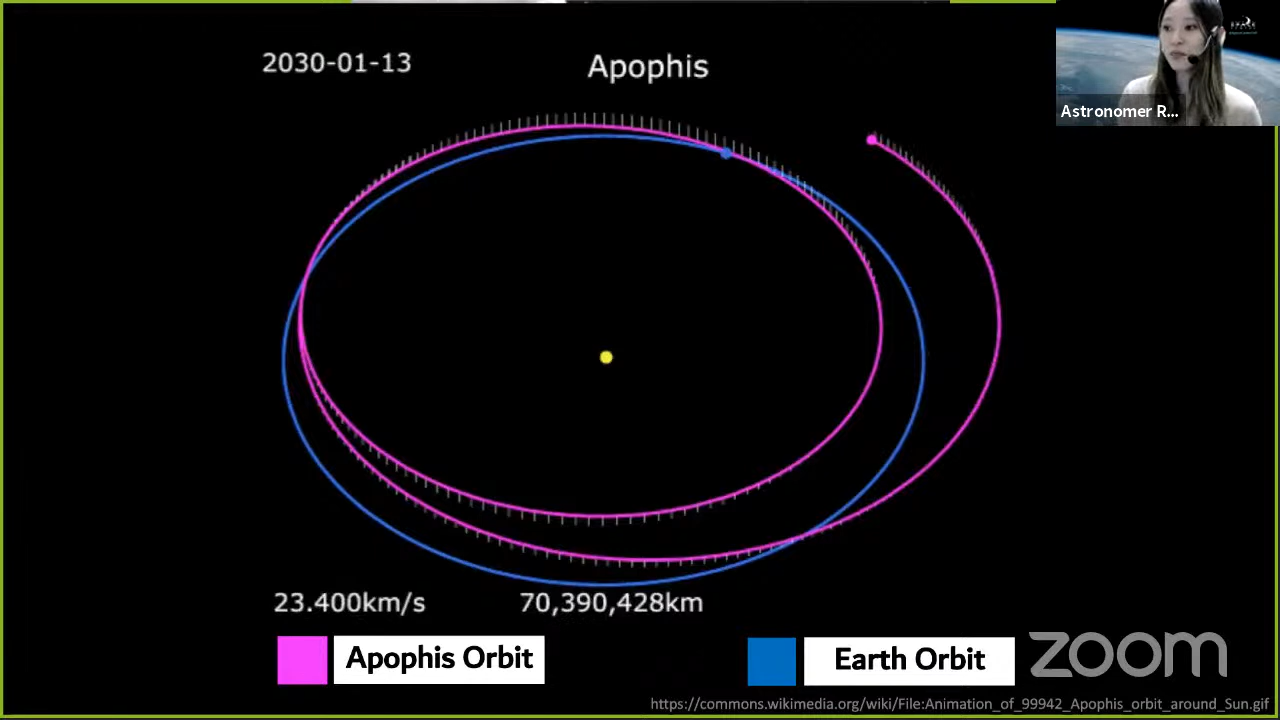 2030-01-13
Apophis
Astronomer R...
23.400km/s
70,390,428km
Apophis Orbit
Earth Orbit
zoom
https://commons.wikimedia.org/wiki/File:Animation_of_99942_Apophis_orbit_around_Sun.gif